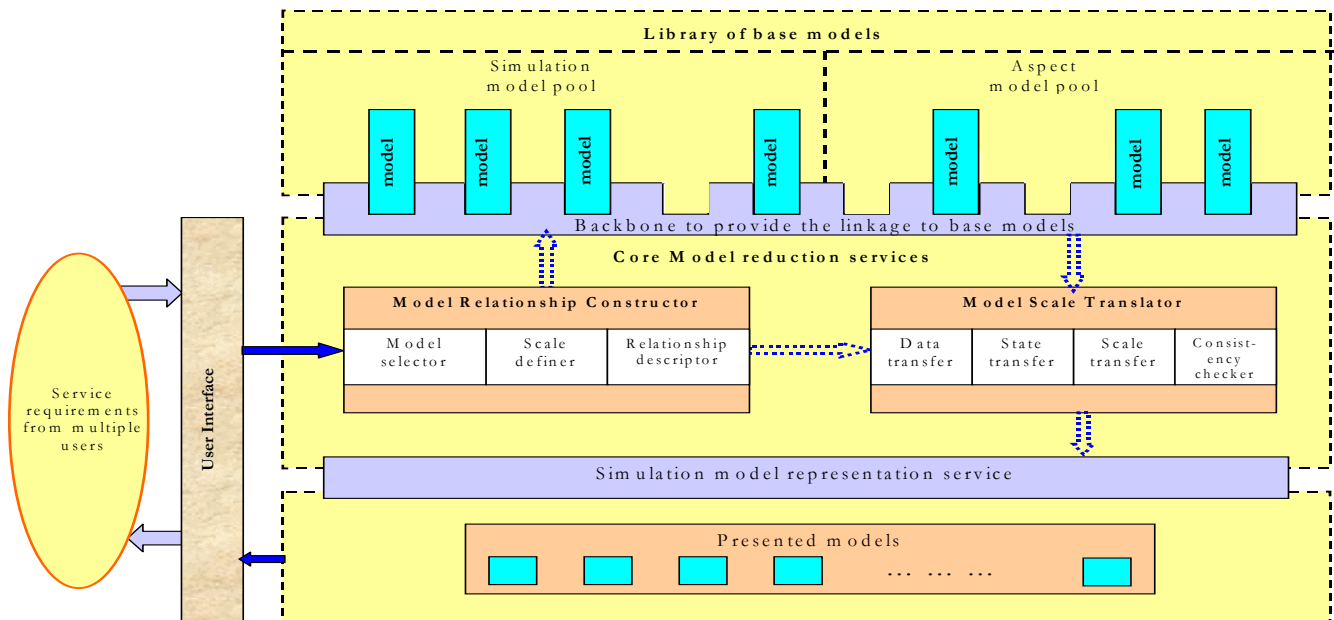 Library of base models
Simulation
model pool
Aspect
model pool
model
model
model
model
model
model
model
Backbone to provide the linkage to base models
Core Model reduction services
Model Relationship Constructor
Model
selector
Scale
definer
Relationship
descriptor
Model Scale Translator
Data
transfer
State
transfer
Scale
transfer
Consist-
ency
checker
Service
requirements
from multiple
users
User Interface
Simulation model representation service
Presented models
... ... ...